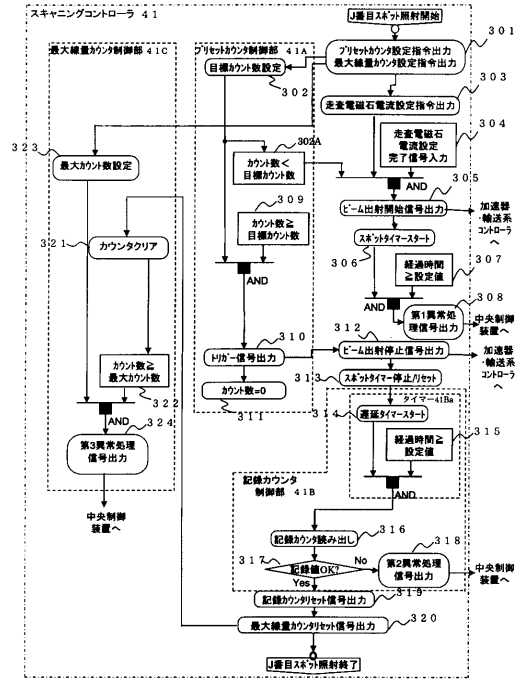 スキャニングコントローラ 41
J番目スポット照射開始
最大線量カウンタ制御部 41C
プリセットカウンタ制御部 41A
プリセットカウンタ設定指令出力
最大線量カウンタ設定指令出力
301
目標カウント数設定
302
303
走査電磁石電流設定指令出力
304
走査電磁石
電流設定
完了信号入力
323
最大カウント数設定
302A
カウント数<
目標カウント数
AND
305
ビーム出射開始信号出力
加速器
・輸送系
コントローラ
へ
309
カウント数≧
目標カウント数
321
カウンタクリア
スポットタイマースタート
306
経過時間
≧設定値
307
AND
AND
308
第1異常処
理信号出力
中央制御
装置へ
310
トリガー信号出力
312
ビーム出射停止信号出力
加速器
・輸送系
コントローラ
へ
カウント数≧
最大カウント数
322
カウント数=0
311
313
スポットタイマー停止/リセット
タイマー41Ba
314
遅延タイマースタート
AND
324
第3異常処理
信号出力
経過時間≧
設定値
315
AND
中央制御
装置へ
記録カウンタ
制御部 41B
316
記録カウンタ読み出し
317
記録値OK?
No
Yes
318
第2異常処理
信号出力
中央制御
装置へ
319
記録カウンタリセット信号出力
最大線量カウンタリセット信号出力
320
J番目スポット照射終了